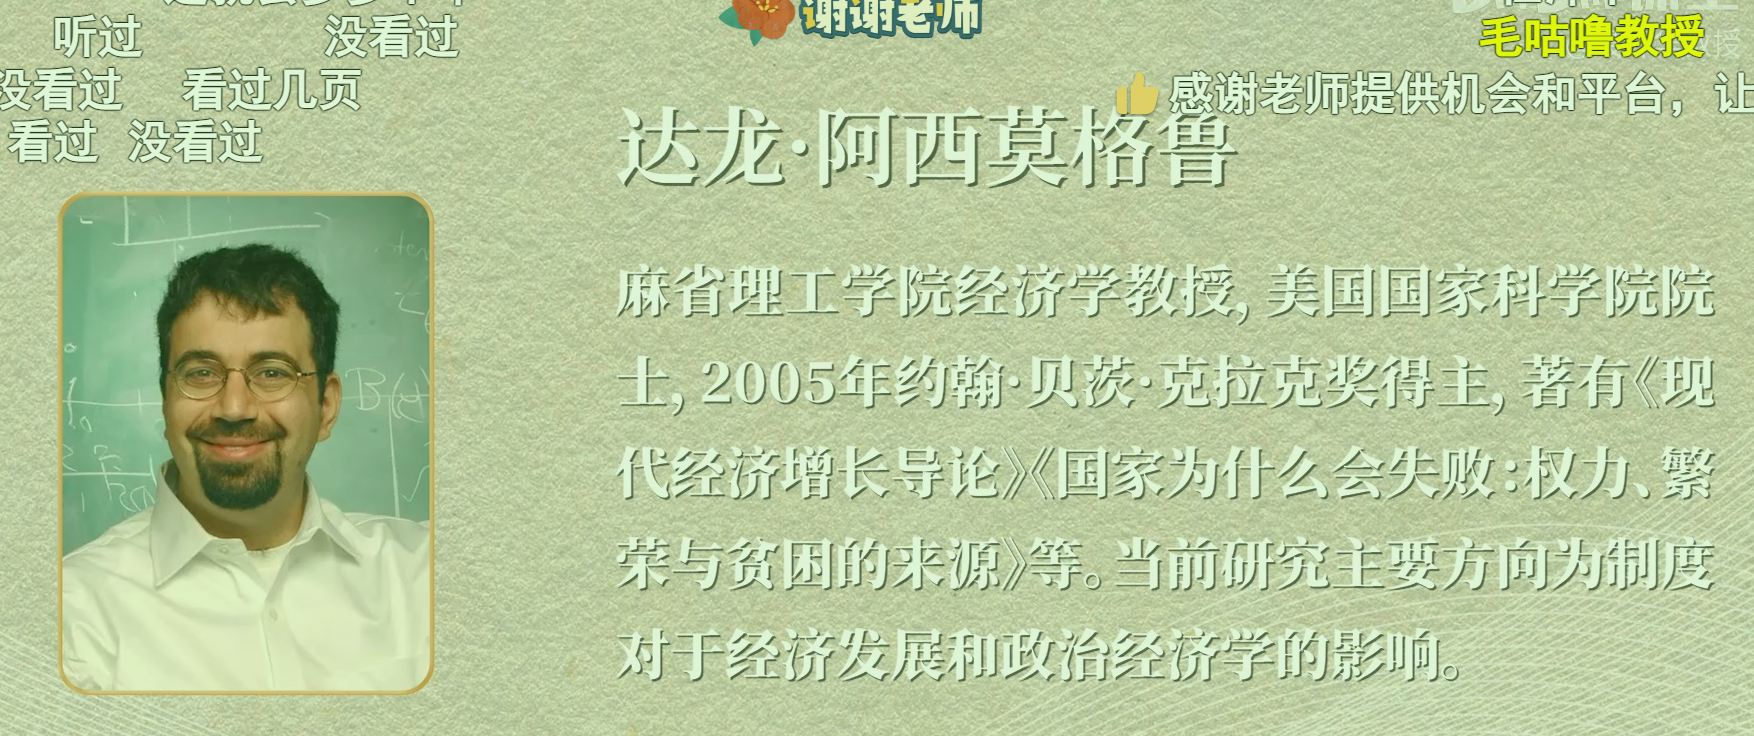 谢谢老师
听过
没看过
毛咕噜教授
没看过
看过几页
感谢老师提供机会和平台，让
看过
没看过
达龙·阿西莫格鲁
麻省理工学院经济学教授，美国国家科学院院
士，2005年约翰·贝茨·克拉克奖得主，著有《现
代经济增长导论》《国家为什么会失败：权力、繁
荣与贫困的来源》等。当前研究主要方向为制度
对于经济发展和政治经济学的影响。